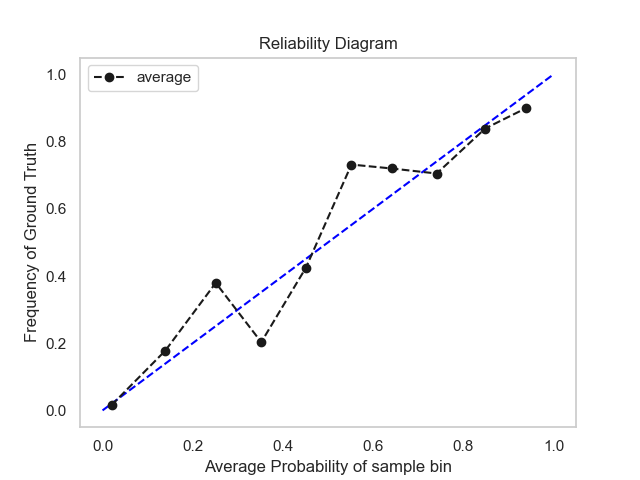 Reliability Diagram
average
1.0
0.8
0.6
0.4
0.2
0.0
Frequency of Ground Truth
0.0 0.2 0.4 0.6 0.8 1.0
Average Probability of sample bin